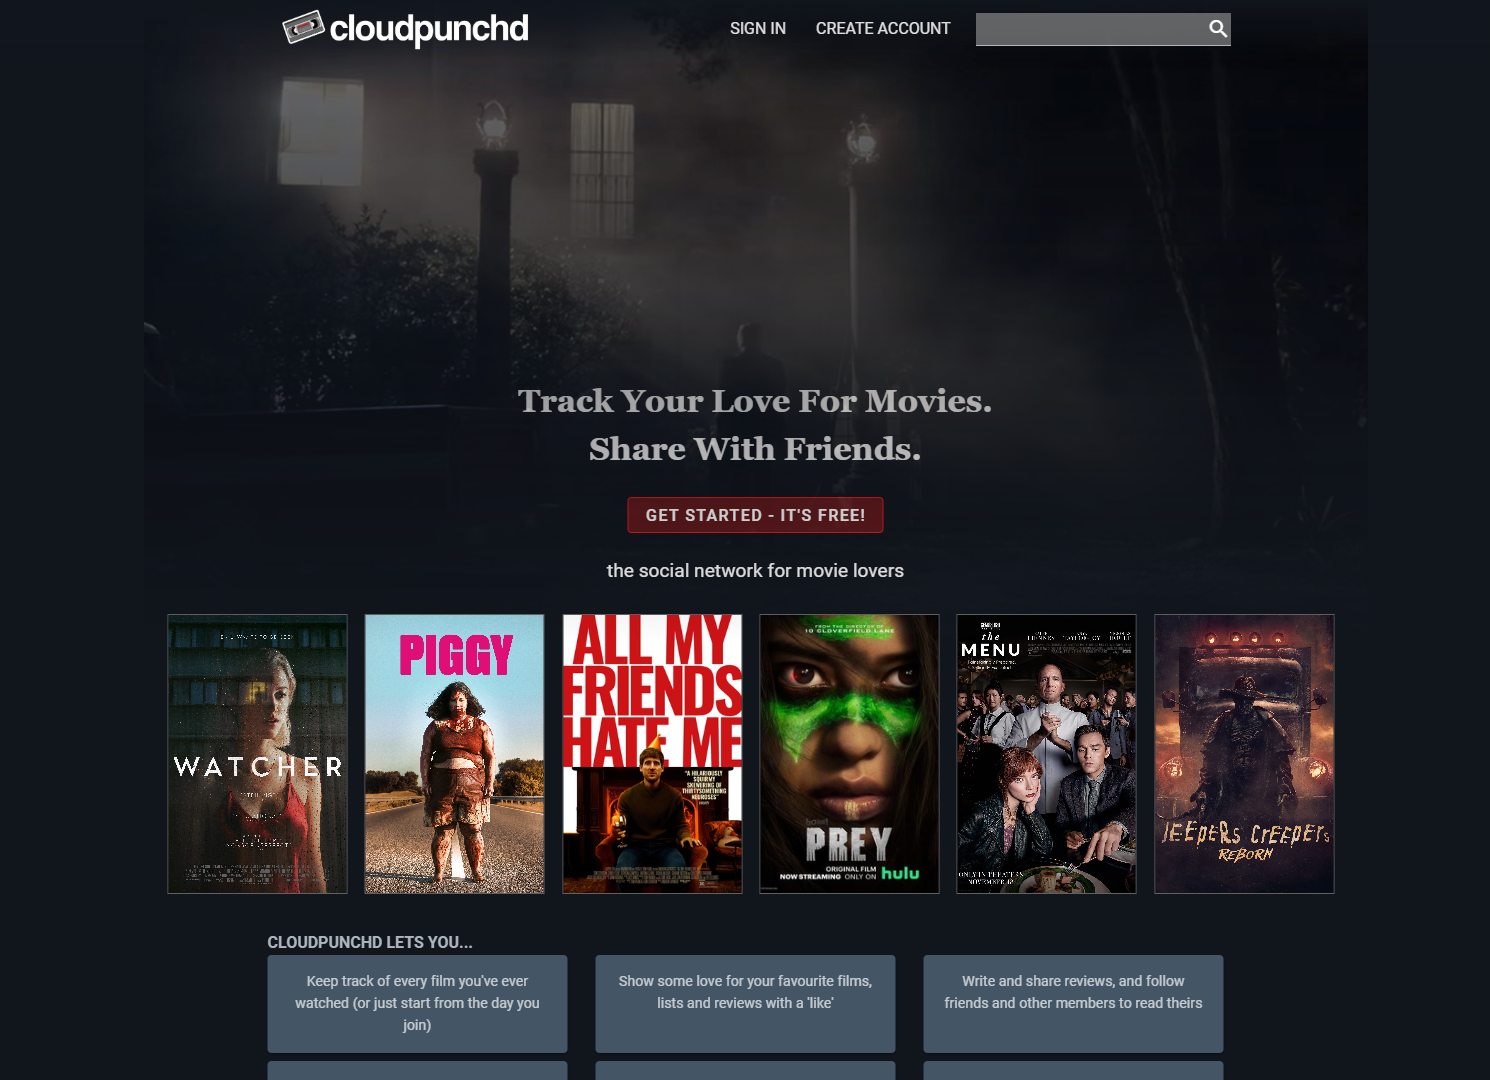 cloudpunchd
SIGN IN
CREATE ACCOUNT
Track Your Love For Movies.
Share With Friends.
GET STARTED - IT'S FREE!
the social network for movie lovers
WATCHER
PIGGY
ALL MY
FRIENDS
HATE ME
"A HILARIOUSLY
SQUIRMY
SKEWERING OF
THIRTYSOMETHING
NEUROSES"
FROM THE DIRECTOR OF
10 CLOVERFIELD LANE
PREY
ORIGINAL FILM
NOW STREAMING ONLY ON hulu
the
MENU
ONLY IN THEATERS
NOVEMBER 18
JEEPERS CREEPERS
REBORN
CLOUDPUNCHD LETS YOU...
Keep track of every film you've ever
watched (or just start from the day you
join)
Show some love for your favourite films,
lists and reviews with a 'like'
Write and share reviews, and follow
friends and other members to read theirs